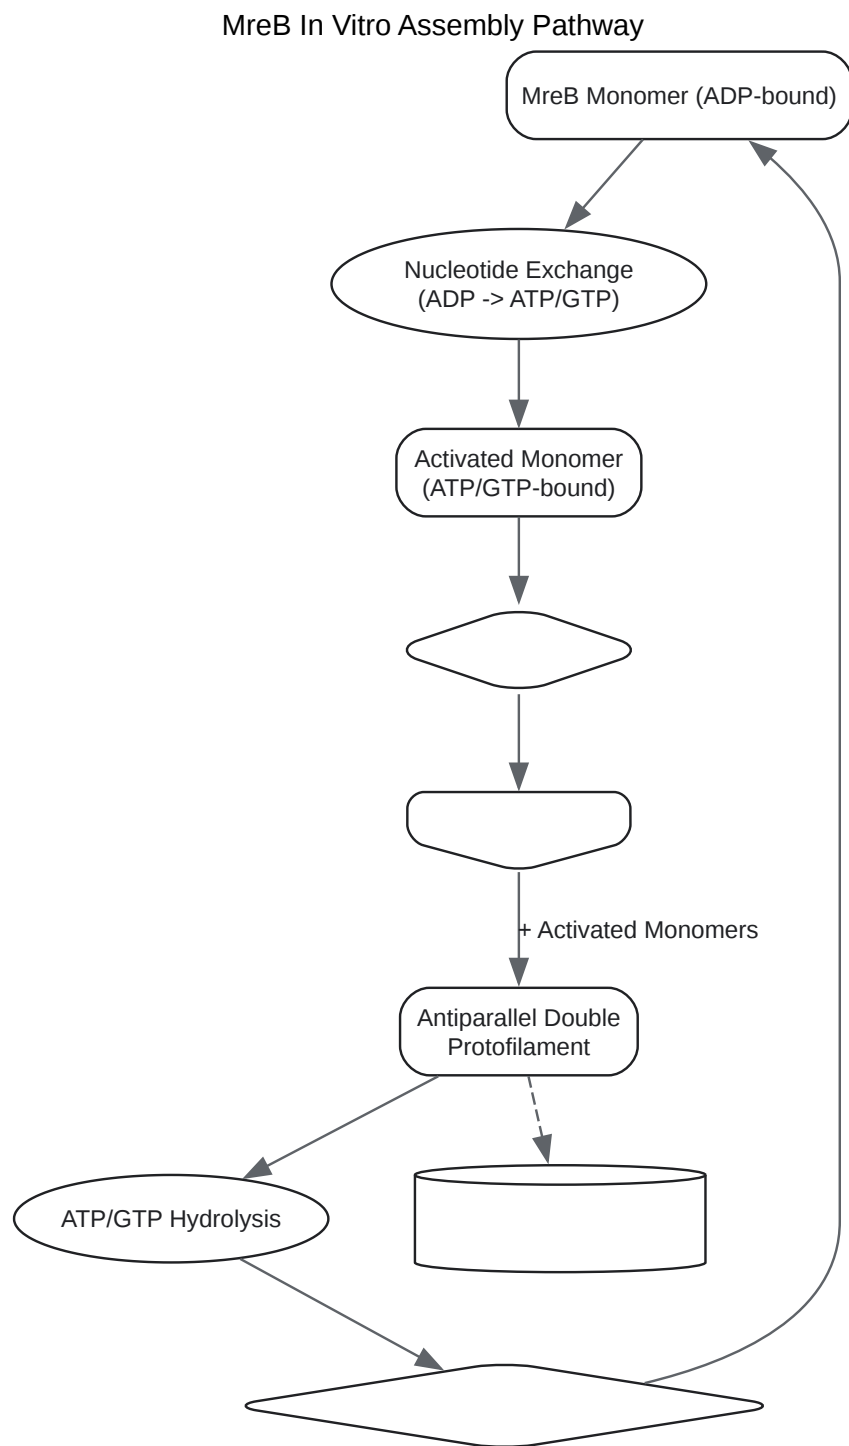 MreB In Vitro Assembly Pathway
MreB Monomer (ADP-bound)
Nucleotide Exchange
(ADP -> ATP/GTP)
Activated Monomer
(ATP/GTP-bound)
+ Activated Monomers
Antiparallel Double
Protofilament
ATP/GTP Hydrolysis